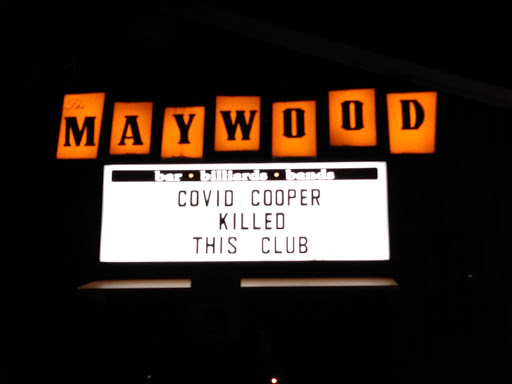 The
MAYWOOD
bar • billiards • bands
COVID COOPER
KILLED
THIS CLUB